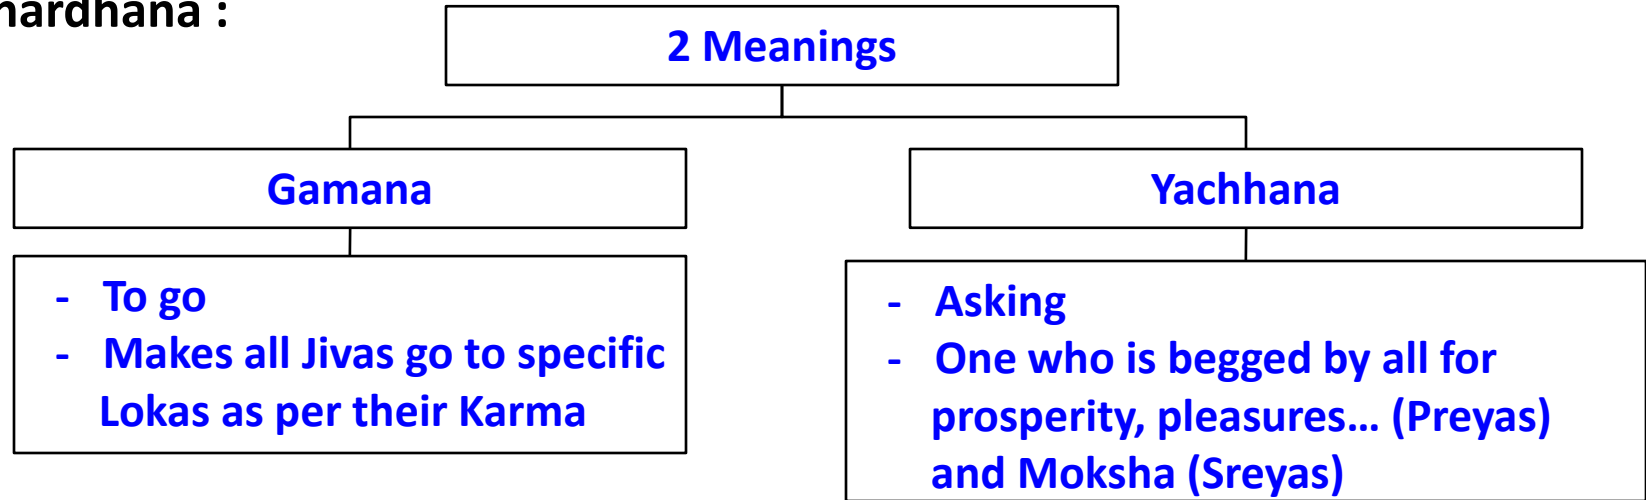 nardhana :
2 Meanings
Gamana
Yachhana
- To go
- Makes all Jivas go to specific
Lokas as per their Karma
- Asking
- One who is begged by all for
prosperity, pleasures... (Preyas)
and Moksha (Sreyas)